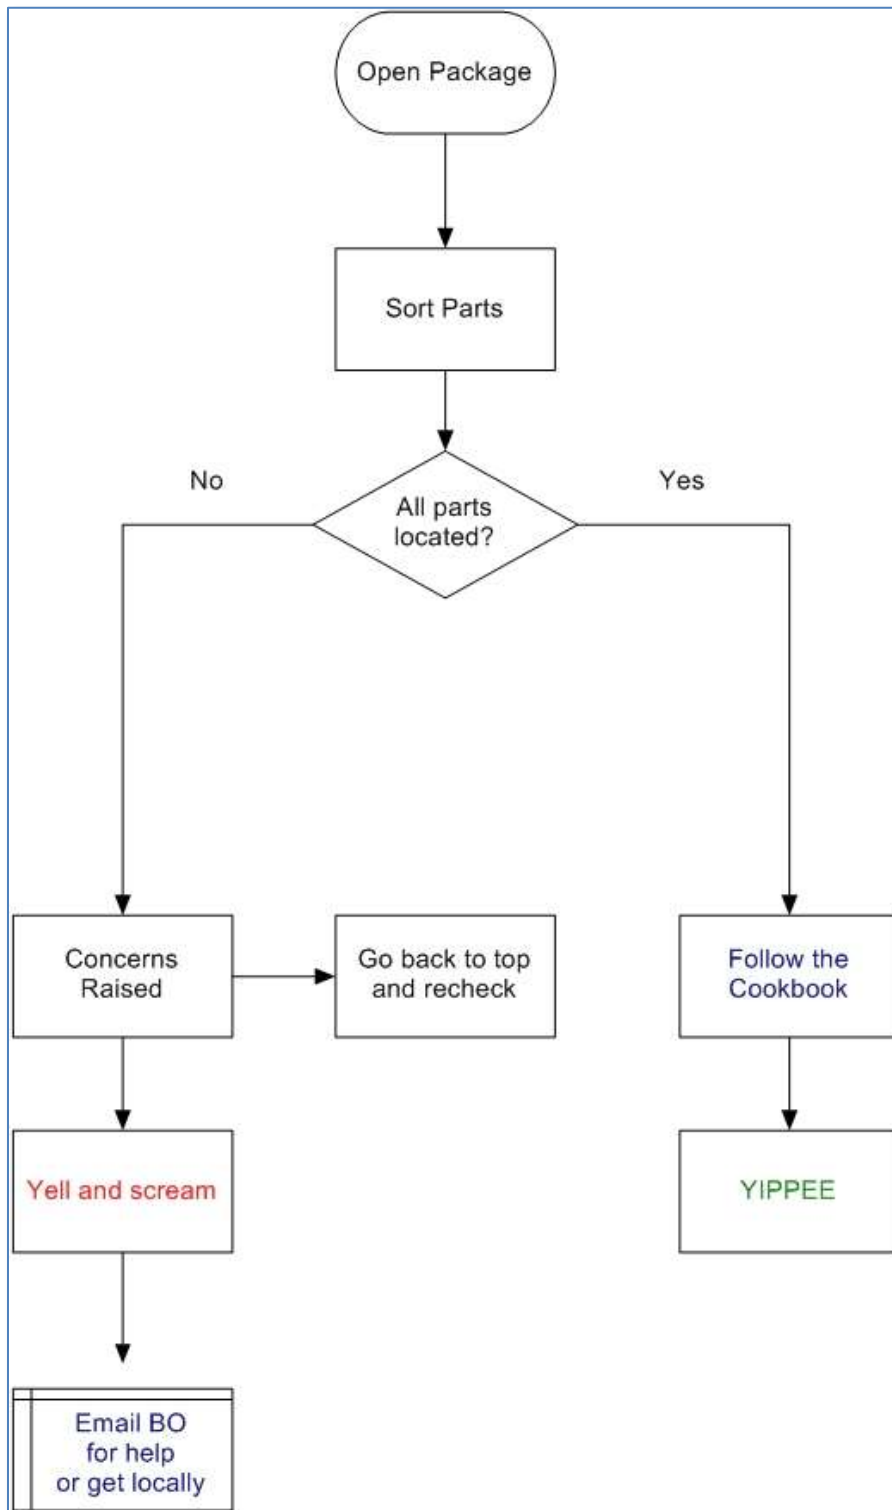 Open Package
Sort Parts
No
Yes
All parts
located?
Concerns
Raised
Go back to top
and recheck
Follow the
Cookbook
Yell and scream
YIPPEE
Email BO
for help
or get locally